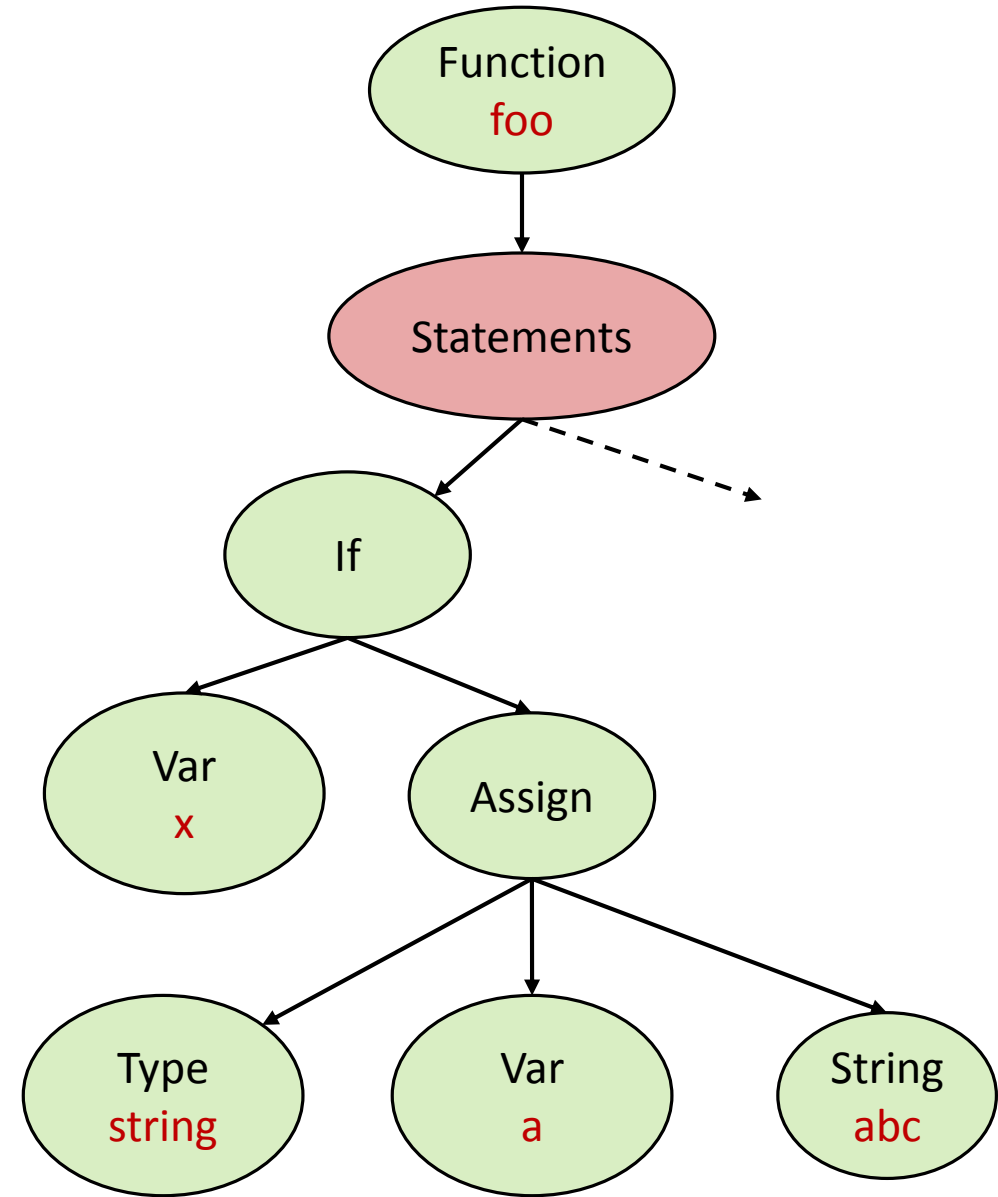 Function
foo
Statements
If
Var
x
Assign
Type
string
Var
a
String
abc